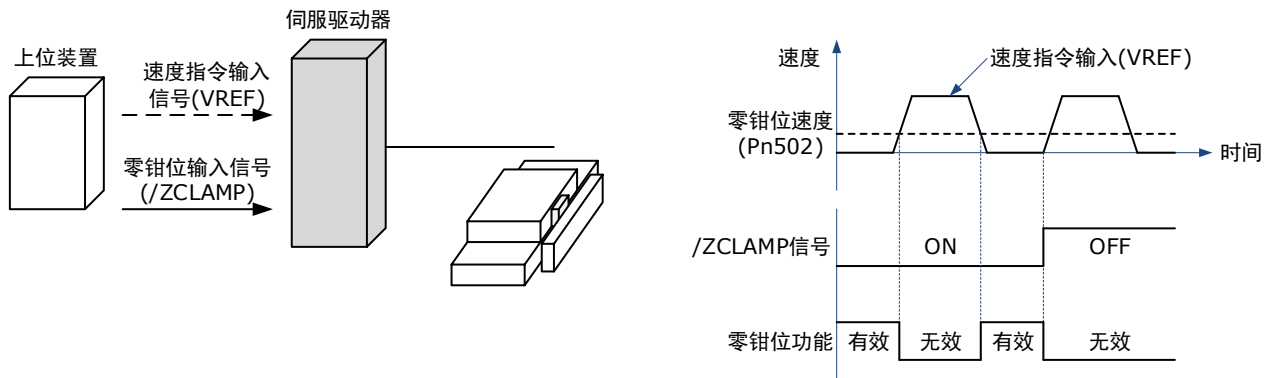 伺服驱动器
上位装置
速度指令输入
信号(VREF)
零钳位输入信号
(/ZCLAMP)
速度
速度指令输入(VREF)
零钳位速度
(Pn502)
时间
/ZCLAMP信号
ON
OFF
零钳位功能
有效
无效
有效
无效